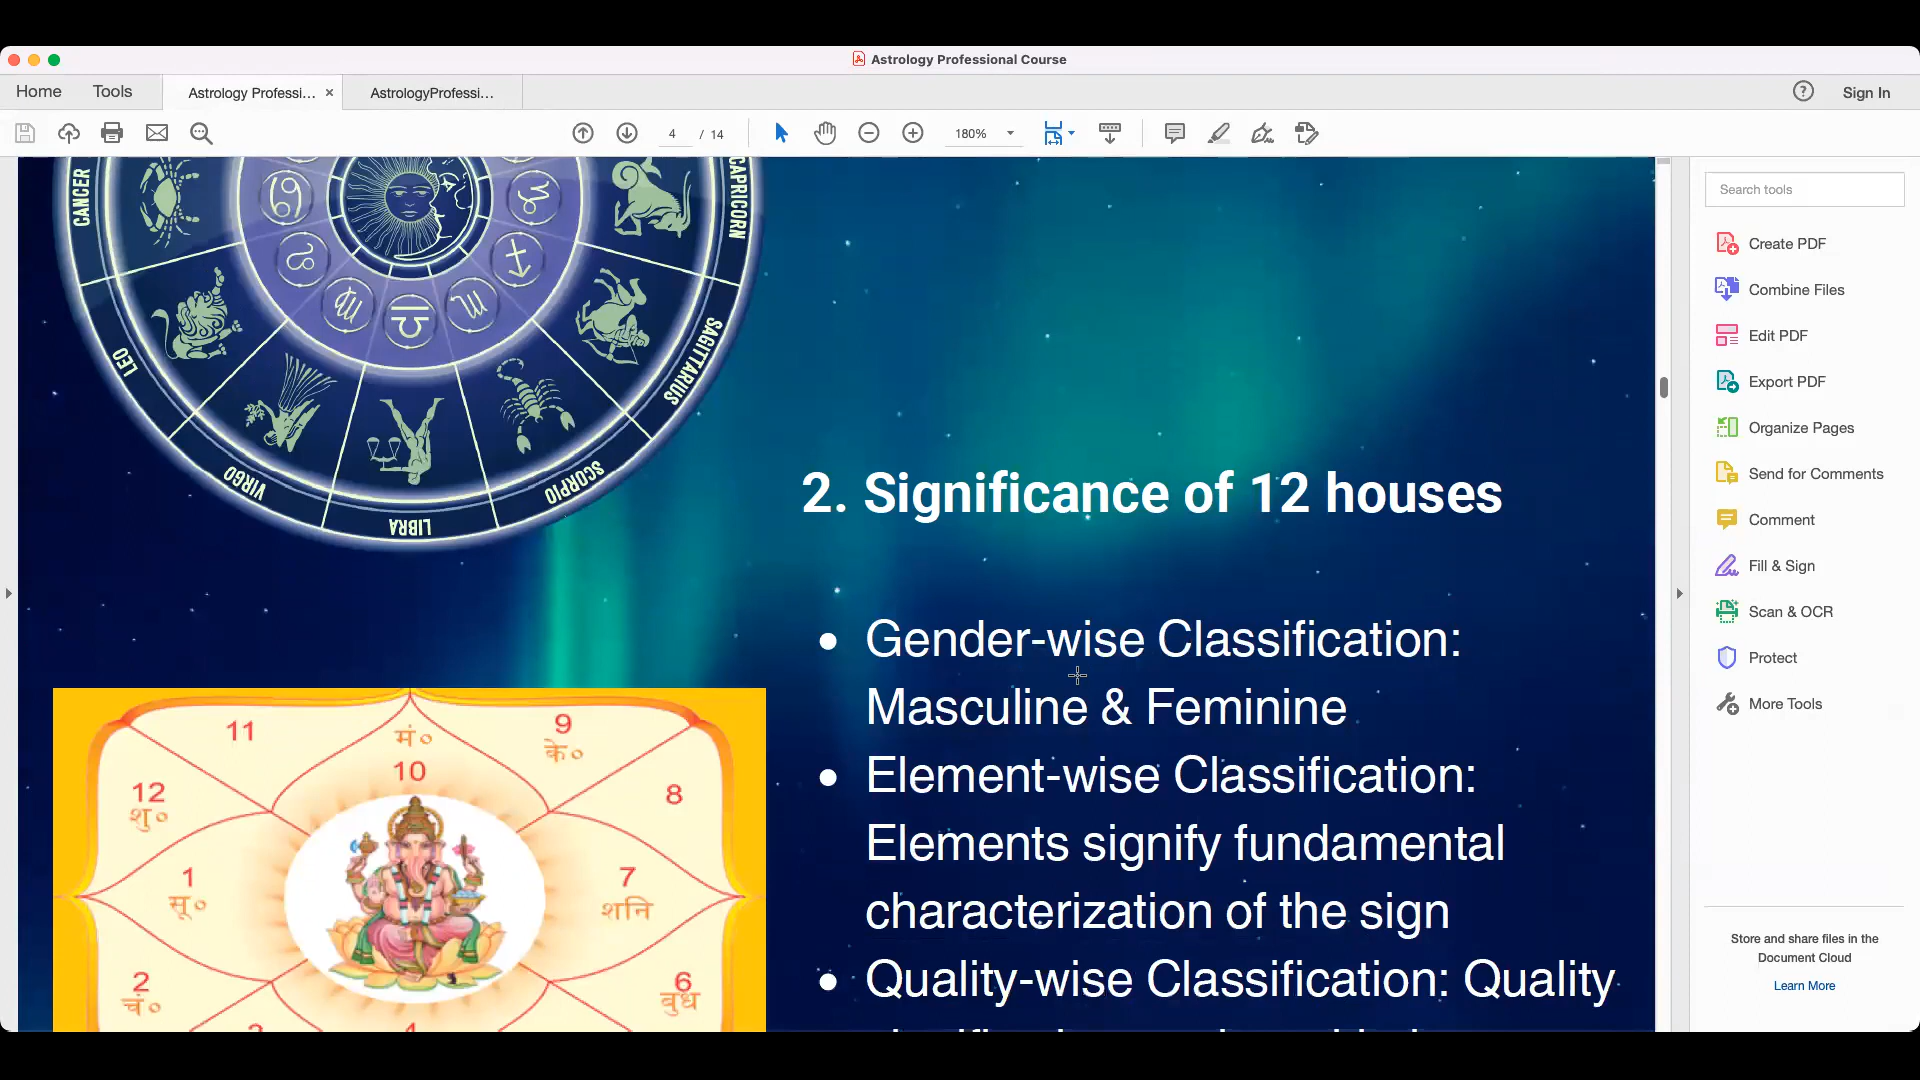 Astrology Professional Course
Home
Tools
Astrology Professi... ×
AstrologyProfessi...
Sign In
4 / 14
180%
CANCER
CAPRICORN
LEO
SAGITTARIUS
VIRGO
SCORPIO
LIBRA
2. Significance of 12 houses
Gender-wise Classification:
Masculine & Feminine
Element-wise Classification:
Elements signify fundamental
characterization of the sign
Quality-wise Classification: Quality
11
मं०
10
9
के०
12
शु०
8
1
सू०
7
शनि
2
चं०
6
बुध
Search tools
Create PDF
Combine Files
Edit PDF
Export PDF
Organize Pages
Send for Comments
Comment
Fill & Sign
Scan & OCR
Protect
More Tools
Store and share files in the
Document Cloud
Learn More